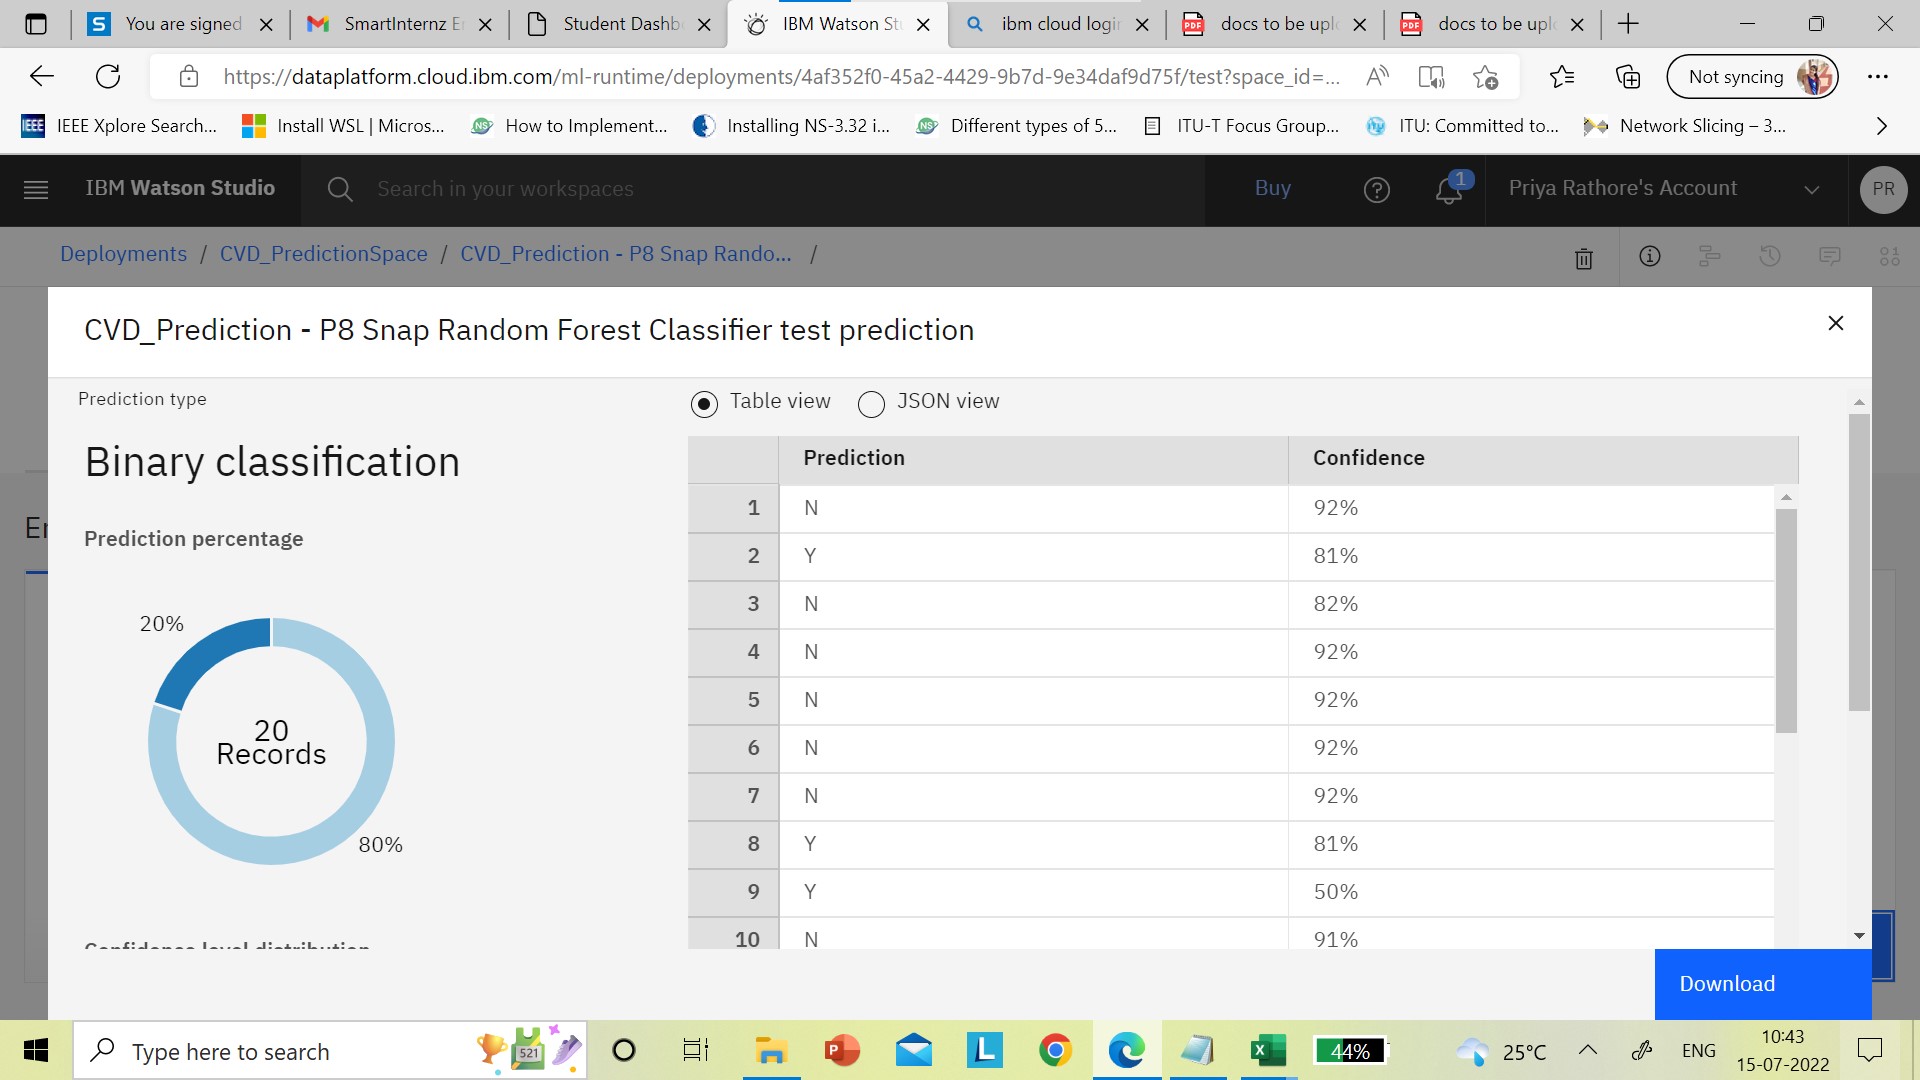 You are signed
SmartInternz E
Student Dashb
IBM Watson St
ibm cloud login
PDF
docs to be uplo
PDF
docs to be uplo
https://dataplatform.cloud.ibm.com/ml-runtime/deployments/4af352f0-45a2-4429-9b7d-9e34daf9d75f/test?space_id=...
Not syncing
IEEE
IEEE Xplore Search...
Install WSL | Micros...
How to Implement...
Installing NS-3.32 i...
Different types of 5...
ITU-T Focus Group...
ITU: Committed to...
Network Slicing – 3...
IBM Watson Studio
Search in your workspaces
Buy
1
Priya Rathore's Account
PR
Deployments / CVD_PredictionSpace / CVD_Prediction - P8 Snap Rando... /
CVD_Prediction - P8 Snap Random Forest Classifier test prediction
Prediction type
Binary classification
Prediction percentage
20%
20
Records
80%
Confidence level distribution
Table view
JSON view
Prediction Confidence
1 N 92%
2 Y 81%
3 N 82%
4 N 92%
5 N 92%
6 N 92%
7 N 92%
8 Y 81%
9 Y 50%
10 N 91%
Download
Type here to search
521
44%
25°C
ENG
10:43
15-07-2022